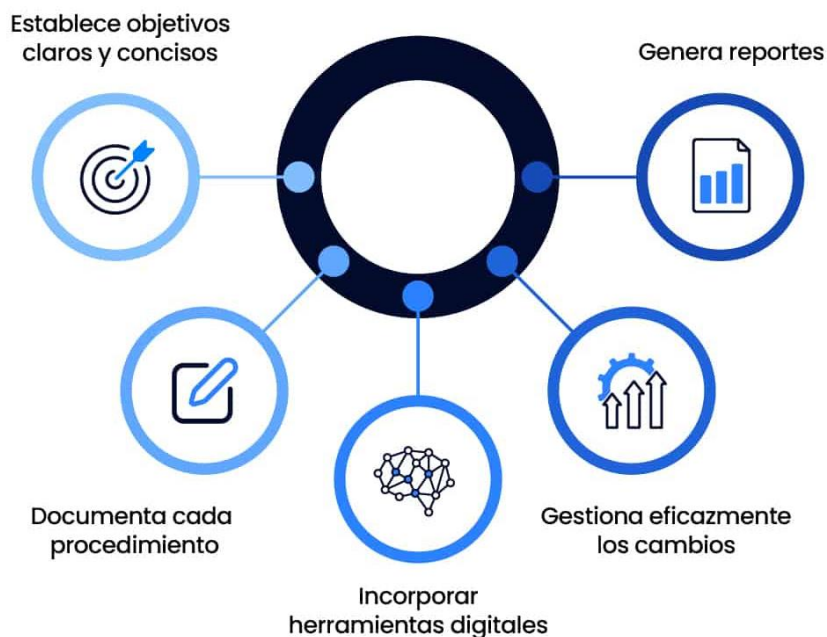 Establece objetivos
claros y concisos
Genera reportes
Documenta cada
procedimiento
Gestiona eficazmente
los cambios
Incorporar
herramientas digitales